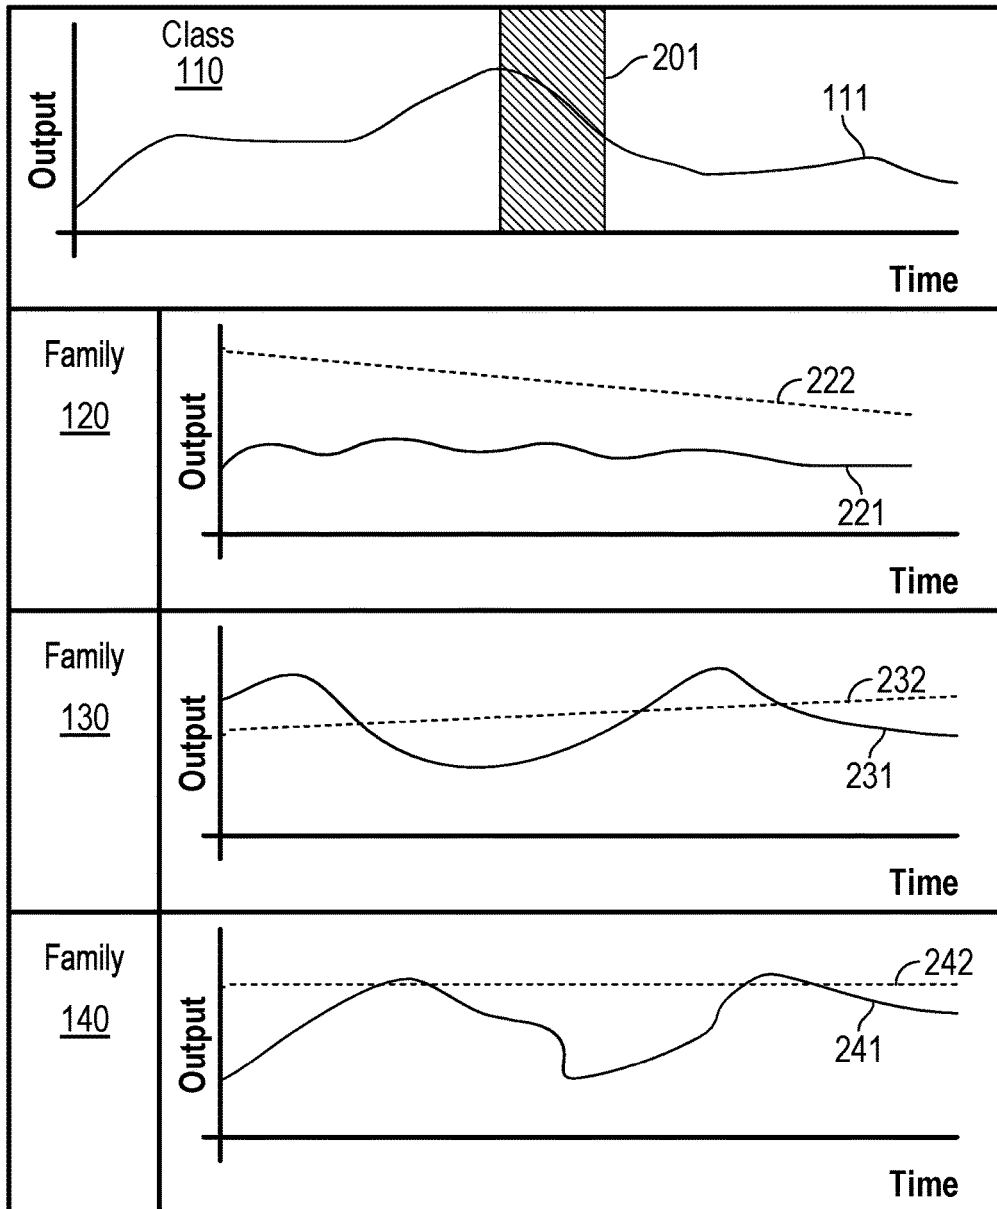 Class
110
201
111
Output
Time
Family
120
222
Output
221
Time
Family
130
232
Output
231
Time
Family
140
242
Output
241
Time